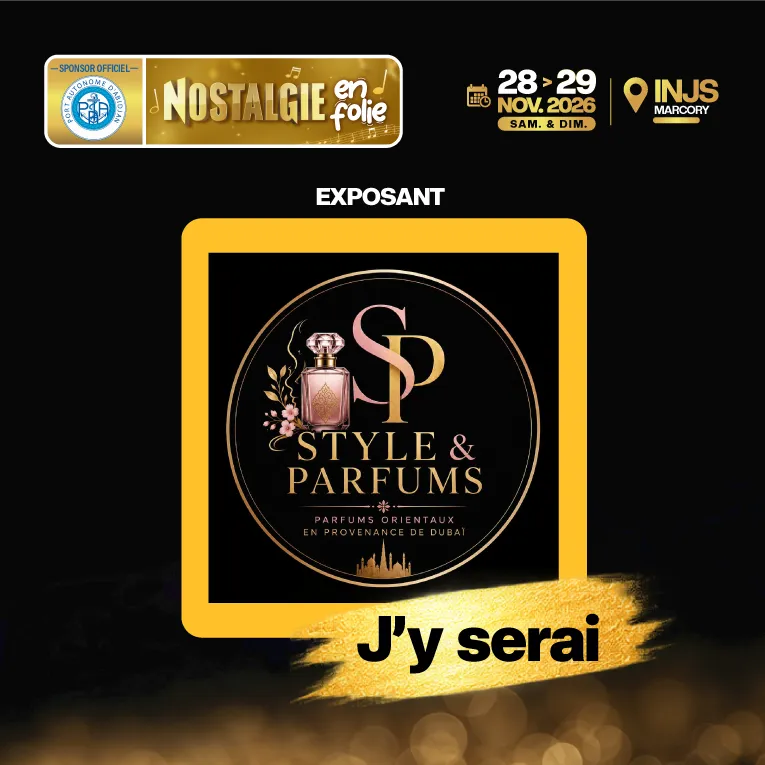 SPONSOR OFFICIEL
PORT AUTONOME D'ABIDJAN
NOSTALGIE en folie
28 > 29
NOV. 2026
SAM. & DIM.
INJS
MARCORY
EXPOSANT
SP
STYLE &
PARFUMS
PARFUMS ORIENTAUX
EN PROVENANCE DE DUBAÏ
J'y serai